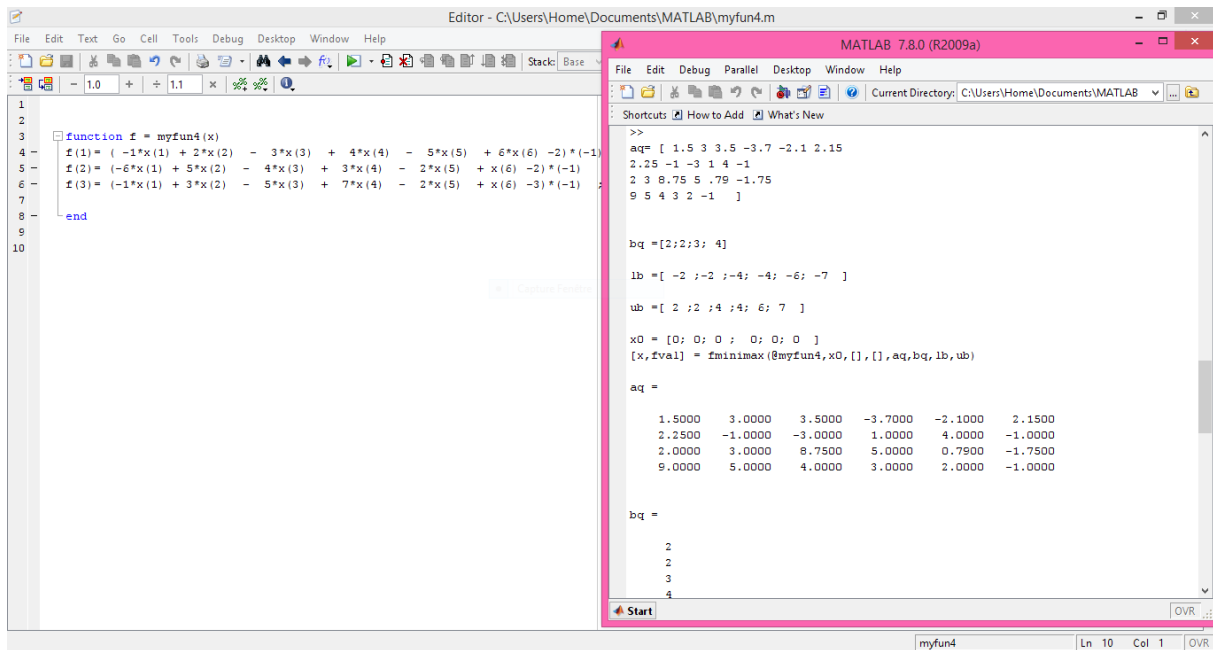 Editor - C:\Users\Home\Documents\MATLAB\myfun4.m
File Edit Text Go Cell Tools Debug Desktop Window Help
Stack: Base
- 1.0 + ÷ 1.1 ×
1
2
3 function f = myfun4(x)
4 - f(1)= ( -1*x(1) + 2*x(2) - 3*x(3) + 4*x(4) - 5*x(5) + 6*x(6) -2)*(-1)
5 - f(2)= (-6*x(1) + 5*x(2) - 4*x(3) + 3*x(4) - 2*x(5) + x(6) -2)*(-1)
6 - f(3)= (-1*x(1) + 3*x(2) - 5*x(3) + 7*x(4) - 2*x(5) + x(6) -3)*(-1) ;
7
8 - end
9
10
MATLAB 7.8.0 (R2009a)
File Edit Debug Parallel Desktop Window Help
Current Directory: C:\Users\Home\Documents\MATLAB
Shortcuts How to Add What's New
>>
aq= [ 1.5 3 3.5 -3.7 -2.1 2.15
2.25 -1 -3 1 4 -1
2 3 8.75 5 .79 -1.75
9 5 4 3 2 -1 ]
bq =[2;2;3; 4]
lb =[ -2 ;-2 ;-4; -4; -6; -7 ]
ub =[ 2 ;2 ;4 ;4; 6; 7 ]
x0 = [0; 0; 0 ; 0; 0; 0 ]
[x,fval] = fminimax(@myfun4,x0,[],[],aq,bq,lb,ub)
aq =
1.5000 3.0000 3.5000 -3.7000 -2.1000 2.1500
2.2500 -1.0000 -3.0000 1.0000 4.0000 -1.0000
2.0000 3.0000 8.7500 5.0000 0.7900 -1.7500
9.0000 5.0000 4.0000 3.0000 2.0000 -1.0000
bq =
2
2
3
4
Start
OVR
myfun4
Ln 10 Col 1 OVR